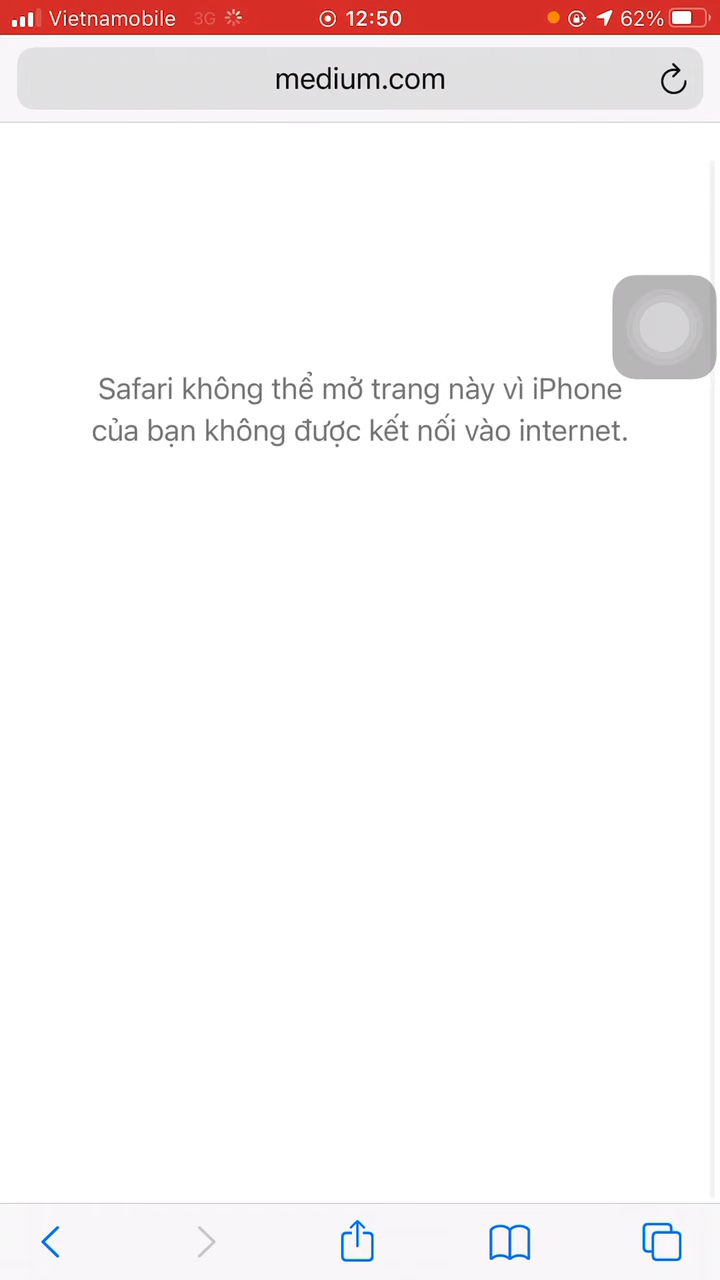 Vietnamobile 3G 12:50 62%
medium.com
Safari không thể mở trang này vì iPhone
của bạn không được kết nối vào internet.